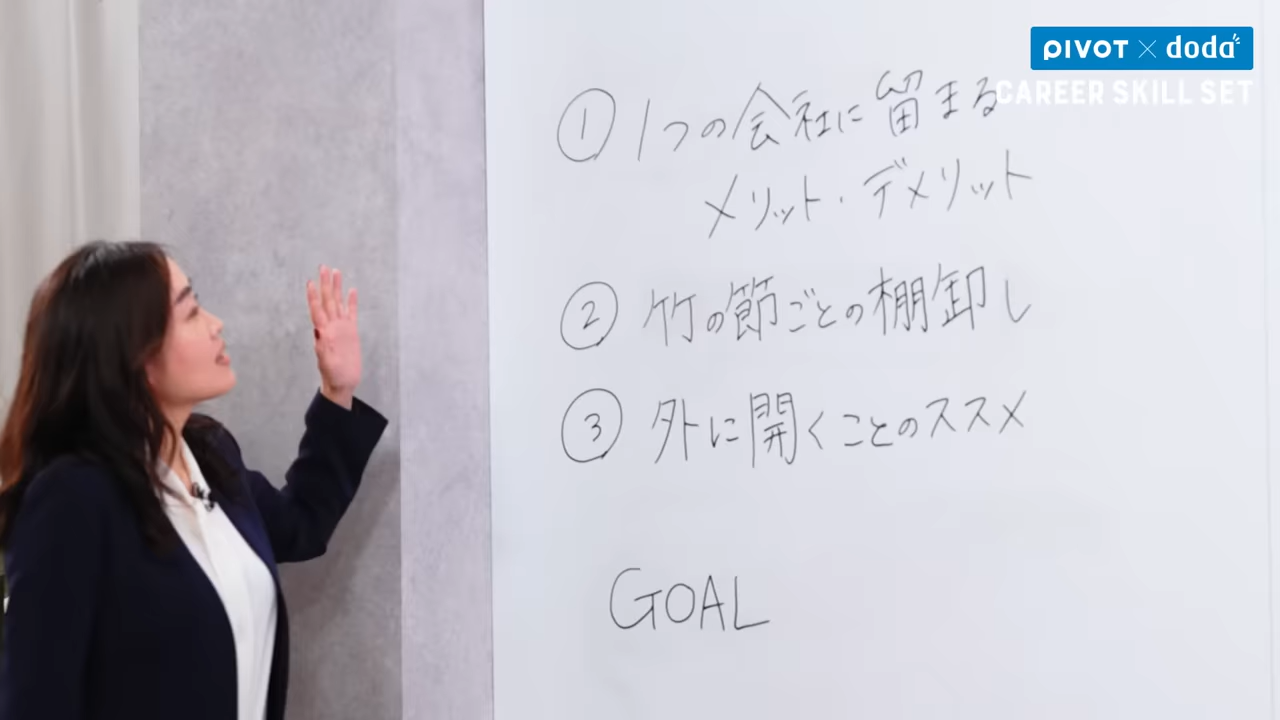 PIVOT × doda
CAREER SKILL SET
① 1つの会社に留まる
メリット・デメリット
② 竹の節ごとの棚卸し
③ 外に開くことのススメ
GOAL